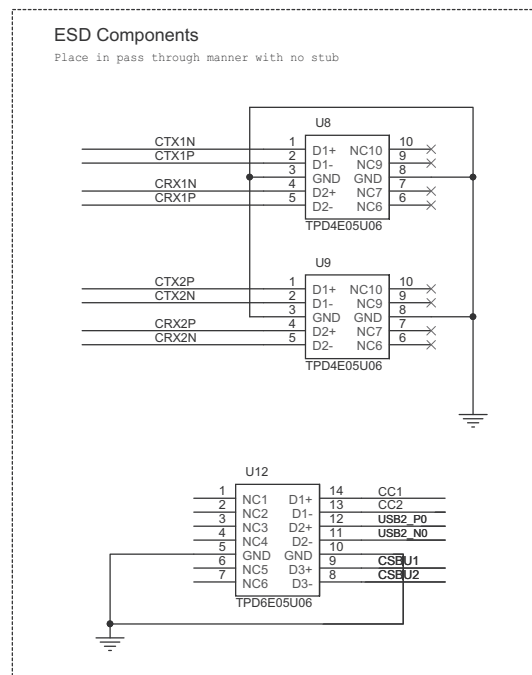 ESD Components
Place in pass through manner with no stub
U8
CTX1N 1 D1+ NC10 10
CTX1P 2 D1- NC9 9
3 GND GND 8
CRX1N 4 D2+ NC7 7
CRX1P 5 D2- NC6 6
TPD4E05U06
U9
CTX2P 1 D1+ NC10 10
CTX2N 2 D1- NC9 9
3 GND GND 8
CRX2P 4 D2+ NC7 7
CRX2N 5 D2- NC6 6
TPD4E05U06
U12
1 NC1 D1+ 14 CC1
2 NC2 D1- 13 CC2
3 NC3 D2+ 12 USB2_P0
4 NC4 D2- 11 USB2_N0
5 GND GND 10
6 NC5 D3+ 9 CSBU1
7 NC6 D3- 8 CSBU2
TPD6E05U06